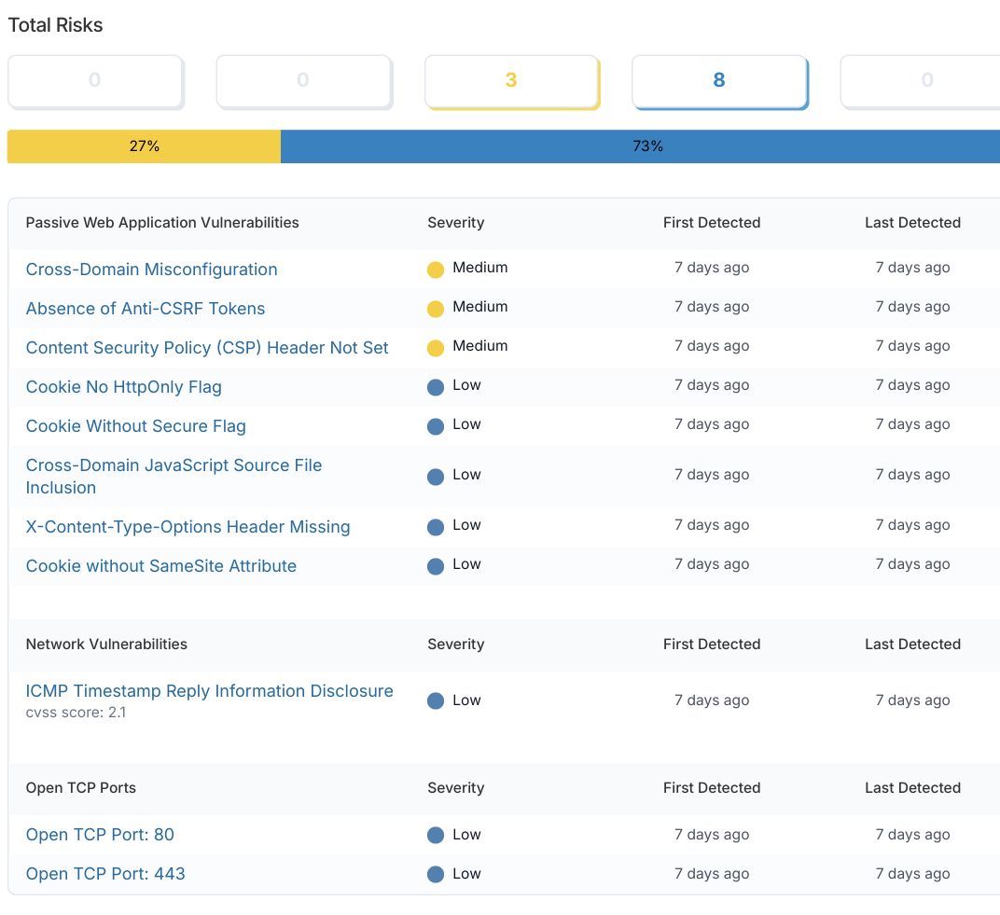 Total Risks
0 0 3 8 0
27% 73%
Passive Web Application Vulnerabilities Severity First Detected Last Detected
Cross-Domain Misconfiguration Medium 7 days ago 7 days ago
Absence of Anti-CSRF Tokens Medium 7 days ago 7 days ago
Content Security Policy (CSP) Header Not Set Medium 7 days ago 7 days ago
Cookie No HttpOnly Flag Low 7 days ago 7 days ago
Cookie Without Secure Flag Low 7 days ago 7 days ago
Cross-Domain JavaScript Source File
Inclusion Low 7 days ago 7 days ago
X-Content-Type-Options Header Missing Low 7 days ago 7 days ago
Cookie without SameSite Attribute Low 7 days ago 7 days ago
Network Vulnerabilities Severity First Detected Last Detected
ICMP Timestamp Reply Information Disclosure Low 7 days ago 7 days ago
cvss score: 2.1
Open TCP Ports Severity First Detected Last Detected
Open TCP Port: 80 Low 7 days ago 7 days ago
Open TCP Port: 443 Low 7 days ago 7 days ago